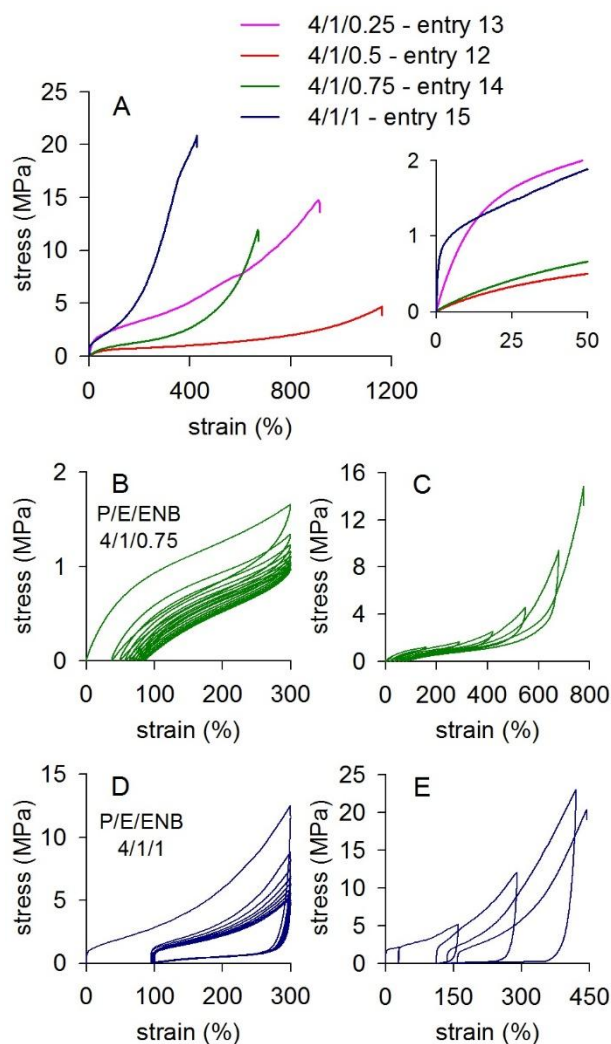 4/1/0.25 - entry 13
4/1/0.5 - entry 12
4/1/0.75 - entry 14
4/1/1 - entry 15
A
25
20
15
10
5
0
stress (MPa)
0 400 800 1200
strain (%)
2
1
0
0 25 50
B
P/E/ENB
4/1/0.75
2
1
0
stress (MPa)
0 100 200 300
strain (%)
C
16
12
8
4
0
stress (MPa)
0 200 400 600 800
strain (%)
D
P/E/ENB
4/1/1
15
10
5
0
stress (MPa)
0 100 200 300
strain (%)
E
25
20
15
10
5
0
stress (MPa)
0 150 300 450
strain (%)